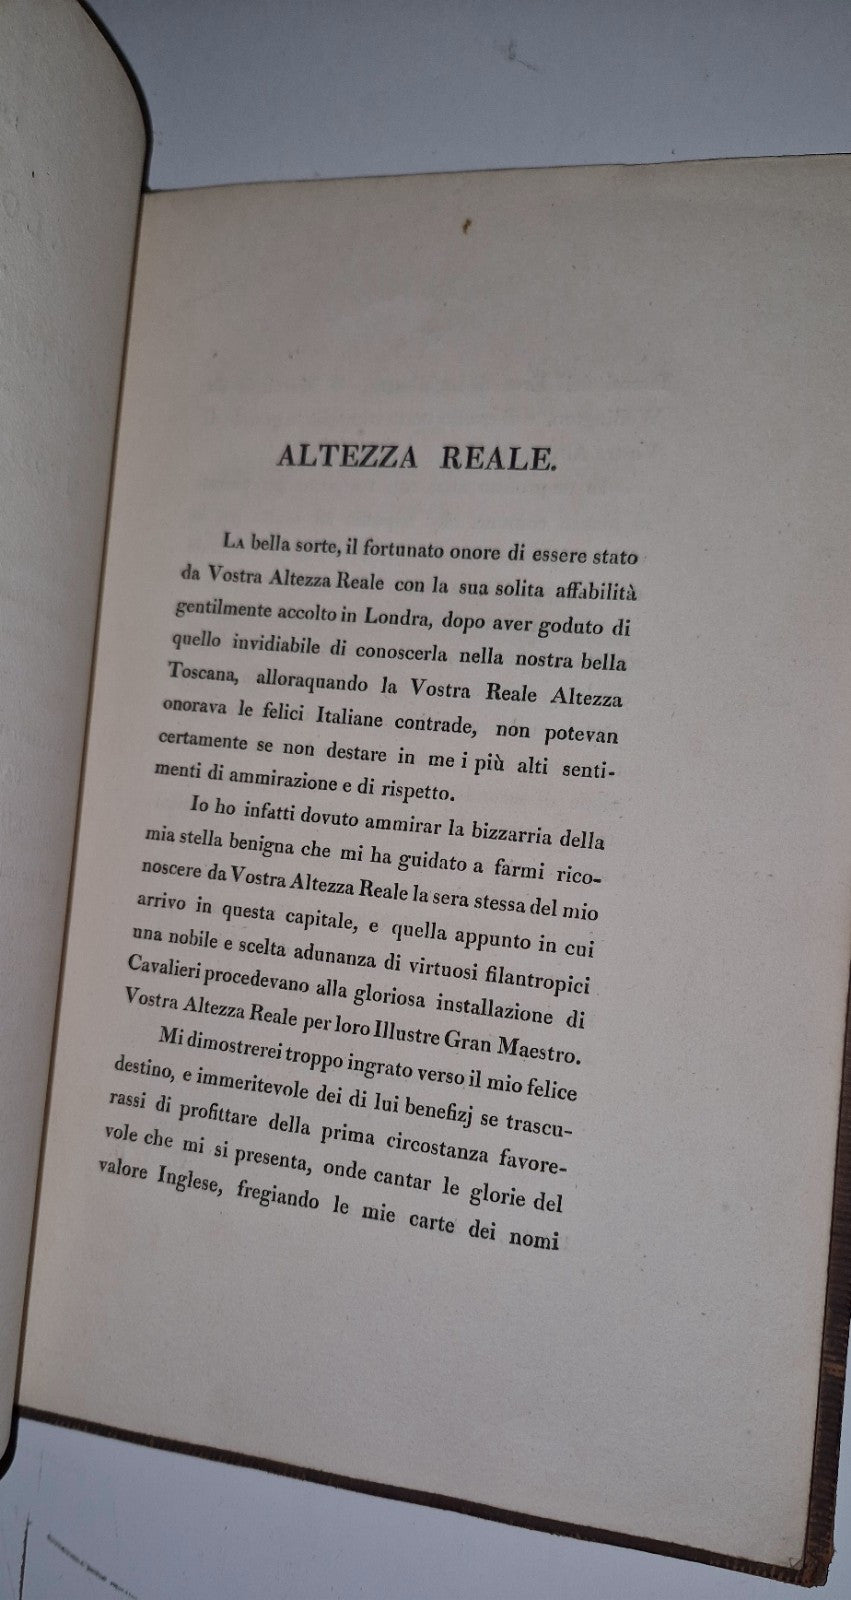 ALTEZZA REALE.
LA bella sorte, il fortunato onore di essere stato
da Vostra Altezza Reale con la sua solita affabilità
gentilmente accolto in Londra, dopo aver goduto di
quello invidiabile di conoscerla nella nostra bella
Toscana, alloraquando la Vostra Reale Altezza
onorava le felici Italiane contrade, non potevan
certamente se non destare in me i più alti senti-
menti di ammirazione e di rispetto.
Io ho infatti dovuto ammirar la bizzarria della
mia stella benigna che mi ha guidato a farmi rico-
noscere da Vostra Altezza Reale la sera stessa del mio
arrivo in questa capitale, e quella appunto in cui
una nobile e scelta adunanza di virtuosi filantropici
Cavalieri procedevano alla gloriosa installazione di
Vostra Altezza Reale per loro Illustre Gran Maestro.
Mi dimostrerei troppo ingrato verso il mio felice
destino, e immeritevole dei di lui benefizj se trascu-
rassi di profittare della prima circostanza favore-
vole che mi si presenta, onde cantar le glorie del
valore Inglese, fregiando le mie carte dei nomi